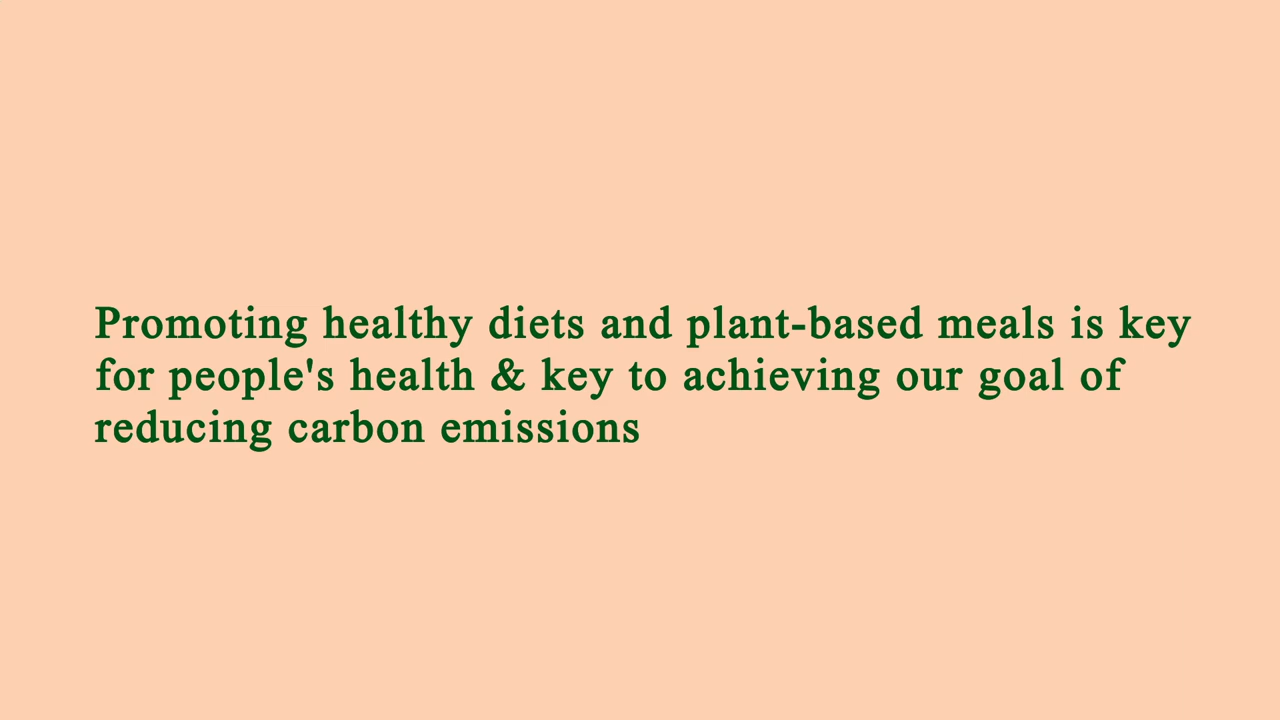 Promoting healthy diets and plant-based meals is key
for people's health & key to achieving our goal of
reducing carbon emissions